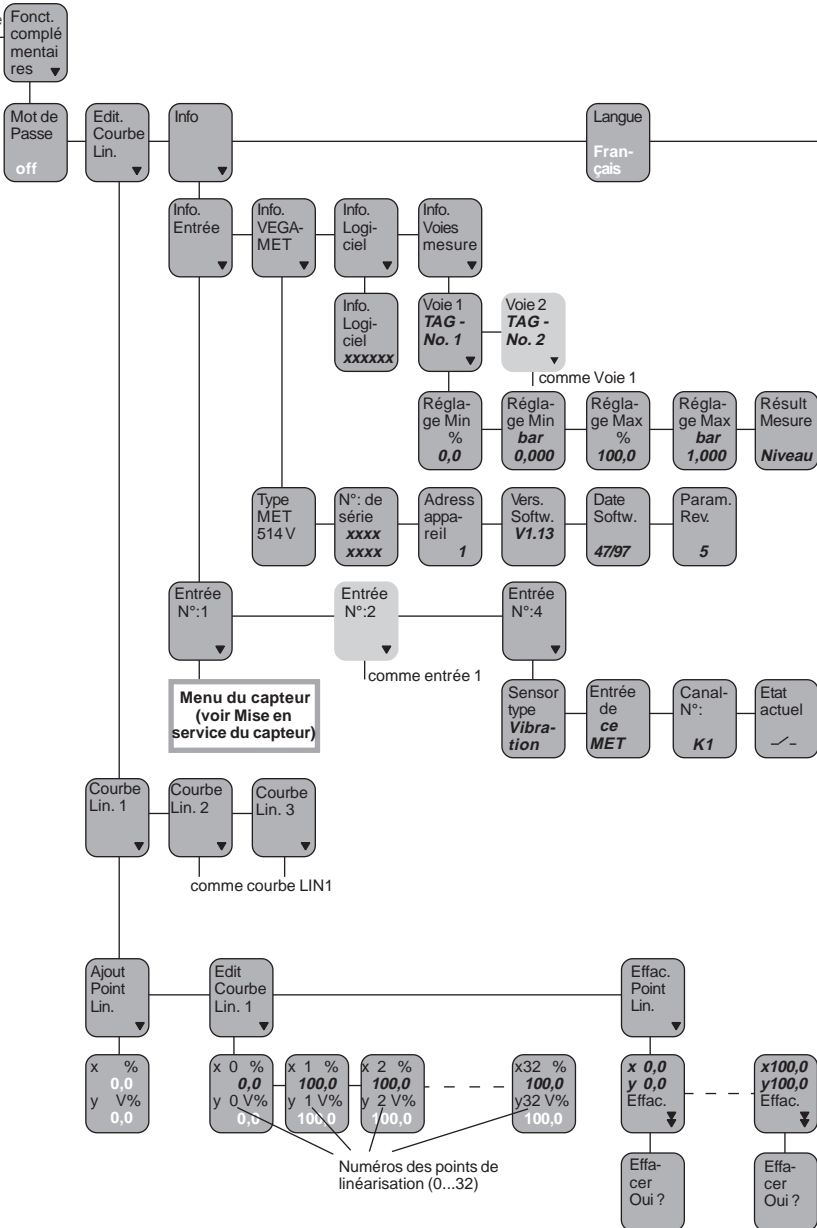 e
Fonct.
complé
mentai
res
Mot de
Passe
off
Edit.
Courbe
Lin.
Info
Langue
Fran-
çais
Info.
Entrée
Info.
VEGA-
MET
Info.
Logi-
ciel
Info.
Voies
mesure
Info.
Logi-
ciel
xxxxxx
Voie 1
TAG -
No. 1
Voie 2
TAG -
No. 2
comme Voie 1
Régla-
ge Min
%
0,0
Régla-
ge Min
bar
0,000
Régla-
ge Max
%
100,0
Régla-
ge Max
bar
1,000
Résult
Mesure
Niveau
Type
MET
514 V
N°: de
série
xxxx
xxxx
Adress
appa-
reil
1
Vers.
Softw.
V1.13
Date
Softw.
47/97
Param.
Rev.
5
Entrée
N°:1
Entrée
N°:2
Entrée
N°:4
comme entrée 1
Menu du capteur
(voir Mise en
service du capteur)
Sensor
type
Vibra-
tion
Entrée
de
ce
MET
Canal-
N°:
K1
Etat
actuel
Courbe
Lin. 1
Courbe
Lin. 2
Courbe
Lin. 3
comme courbe LIN1
Ajout
Point
Lin.
Edit
Courbe
Lin. 1
Effac.
Point
Lin.
x %
0,0
y V%
0,0
x 0 %
0,0
y 0 V%
0,0
x 1 %
100,0
y 1 V%
100,0
x 2 %
100,0
y 2 V%
100,0
x32 %
100,0
y32 V%
100,0
x 0,0
y 0,0
Effac.
x100,0
y100,0
Effac.
Numéros des points de
linéarisation (0...32)
Effa-
cer
Oui ?
Effa-
cer
Oui ?